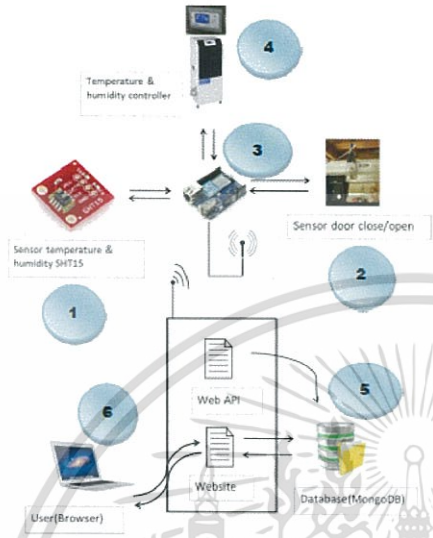 4
Temperature &
humidity controller
3
SHT15
Sensor temperature &
humidity SHT15
Sensor door close/open
1
2
Web API
5
6
Website
User(Browser)
Database(MongoDB)